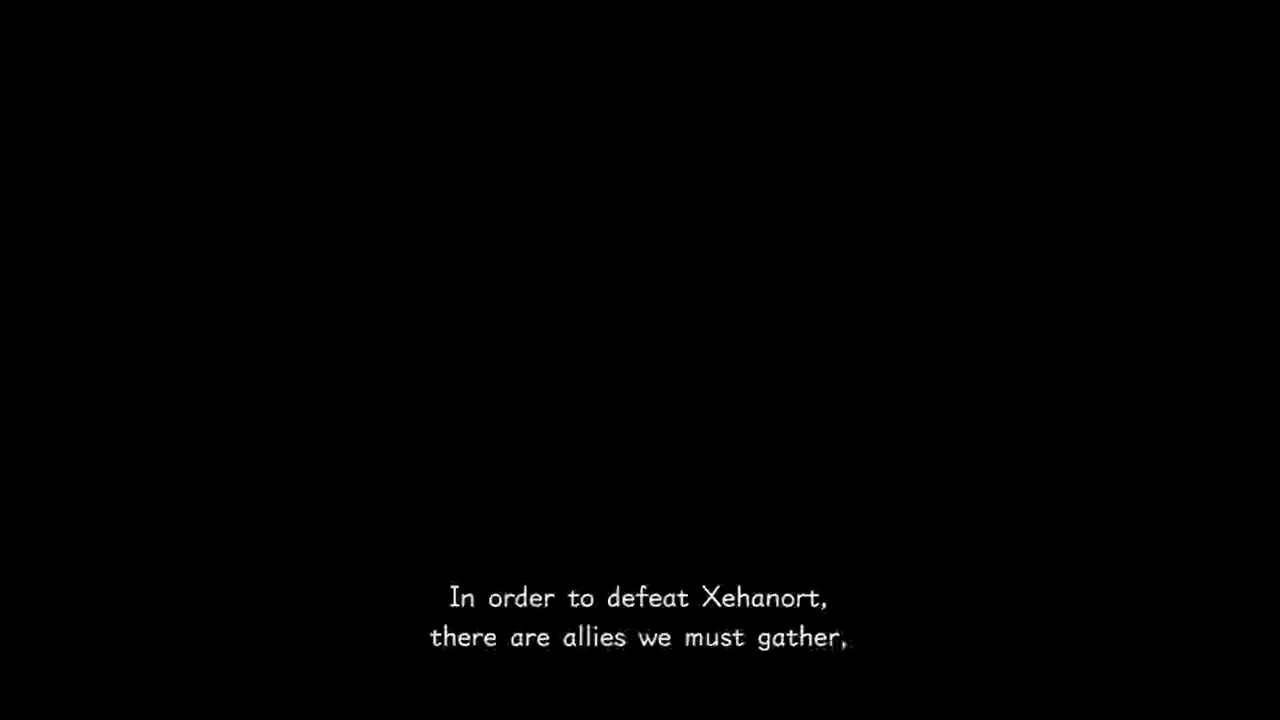 In order to defeat Xehanort,
there are allies we must gather,